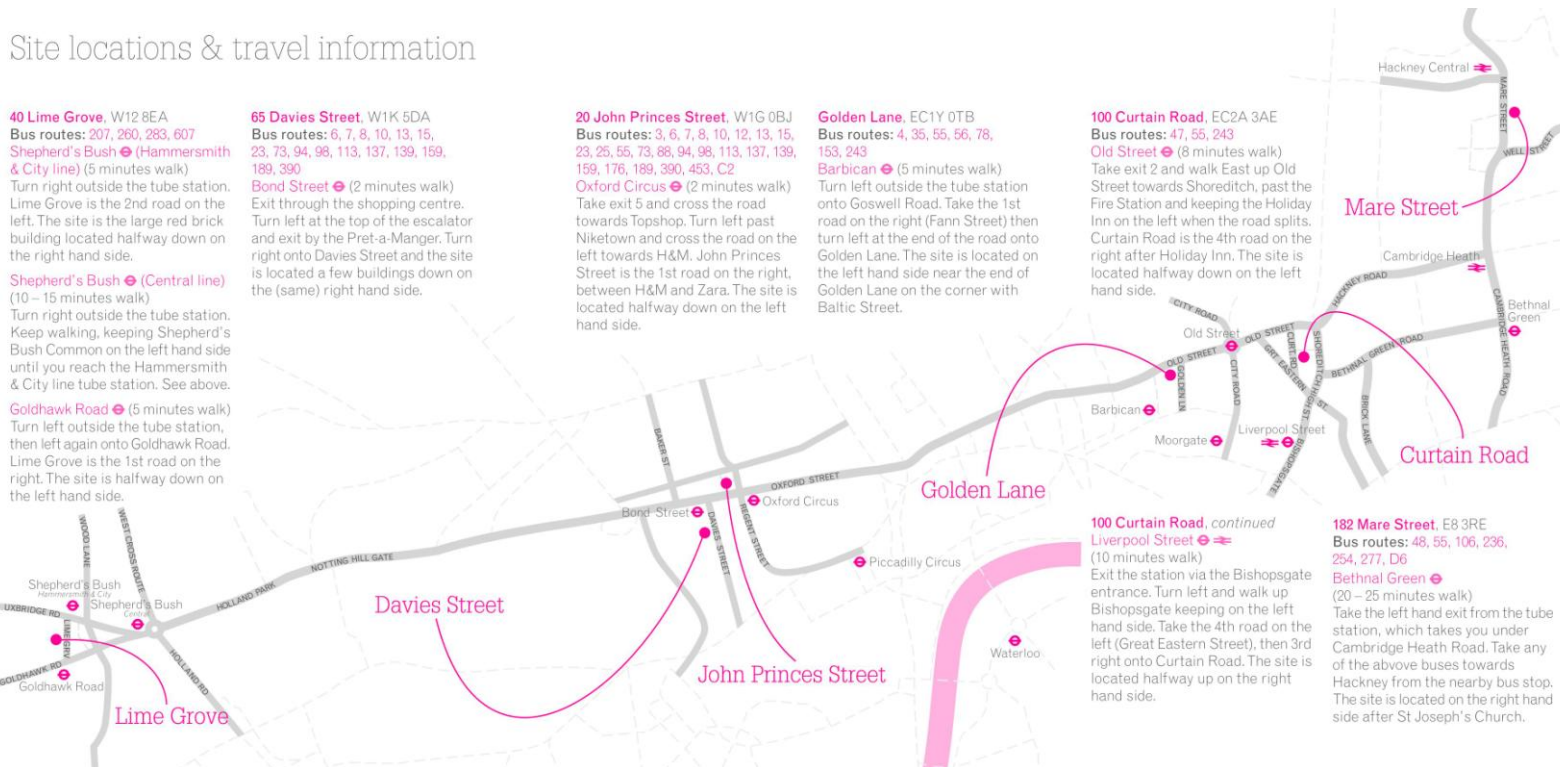 Site locations & travel information
40 Lime Grove, W12 8EA
Bus routes: 207, 260, 283, 607
Shepherd's Bush (Hammersmith
& City line) (5 minutes walk)
Turn right outside the tube station.
Lime Grove is the 2nd road on the
left. The site is the large red brick
building located halfway down on
the right hand side.
Shepherd's Bush (Central line)
(10 – 15 minutes walk)
Turn right outside the tube station.
Keep walking, keeping Shepherd's
Bush Common on the left hand side
until you reach the Hammersmith
& City line tube station. See above.
Goldhawk Road (5 minutes walk)
Turn left outside the tube station,
then left again onto Goldhawk Road.
Lime Grove is the 1st road on the
right. The site is halfway down on
the left hand side.
65 Davies Street, W1K 5DA
Bus routes: 6, 7, 8, 10, 13, 15,
23, 73, 94, 98, 113, 137, 139, 159,
189, 390
Bond Street (2 minutes walk)
Exit through the shopping centre.
Turn left at the top of the escalator
and exit by the Pret-a-Manger. Turn
right onto Davies Street and the site
is located a few buildings down on
the (same) right hand side.
20 John Princes Street, W1G 0BJ
Bus routes: 3, 6, 7, 8, 10, 12, 13, 15,
23, 25, 55, 73, 88, 94, 98, 113, 137, 139,
159, 176, 189, 390, 453, C2
Oxford Circus (2 minutes walk)
Take exit 5 and cross the road
towards Topshop. Turn left past
Niketown and cross the road on the
left towards H&M. John Princes
Street is the 1st road on the right,
between H&M and Zara. The site is
located halfway down on the left
hand side.
Golden Lane, EC1Y 0TB
Bus routes: 4, 35, 55, 56, 78,
153, 243
Barbican (5 minutes walk)
Turn left outside the tube station
onto Goswell Road. Take the 1st
road on the right (Fann Street) then
turn left at the end of the road onto
Golden Lane. The site is located on
the left hand side near the end of
Golden Lane on the corner with
Baltic Street.
100 Curtain Road, EC2A 3AE
Bus routes: 47, 55, 243
Old Street (8 minutes walk)
Take exit 2 and walk East up Old
Street towards Shoreditch, past the
Fire Station and keeping the Holiday
Inn on the left when the road splits.
Curtain Road is the 4th road on the
right after Holiday Inn. The site is
located halfway down on the left
hand side.
100 Curtain Road, continued
Liverpool Street
(10 minutes walk)
Exit the station via the Bishopsgate
entrance. Turn left and walk up
Bishopsgate keeping on the left
hand side. Take the 4th road on the
left (Great Eastern Street), then 3rd
right onto Curtain Road. The site is
located halfway up on the right
hand side.
182 Mare Street, E8 3RE
Bus routes: 48, 55, 106, 236,
254, 277, D6
Bethnal Green
(20 – 25 minutes walk)
Take the left hand exit from the tube
station, which takes you under
Cambridge Heath Road. Take any
of the abvove buses towards
Hackney from the nearby bus stop.
The site is located on the right hand
side after St Joseph's Church.
Hackney Central
MARE STREET
WELL STREET
Mare Street
Cambridge Heath
HACKNEY ROAD
CAMBRIDGE HEATH ROAD
Bethnal
Green
CITY ROAD
Old Street
OLD STREET
OLD STREET
CURT. RD
SHOREDITCH HIGH ST.
BETHNAL GREEN ROAD
GRT EASTERN ST
GOLDEN LN
CITY ROAD
BRICK LANE
Barbican
Moorgate
Liverpool Street
BISHOPSGATE
Curtain Road
Golden Lane
BAKER ST
OXFORD STREET
Oxford Circus
Bond Street
DAVIES STREET
REGENT STREET
Piccadilly Circus
Waterloo
John Princes Street
Davies Street
NOTTING HILL GATE
HOLLAND PARK
WOOD LANE
WEST CROSS ROUTE
Shepherd's Bush
Hammersmith & City
Shepherd's Bush
Central
UXBRIDGE RD
LIME GRV
GOLDHAWK RD
Goldhawk Road
HOLLAND RD
Lime Grove